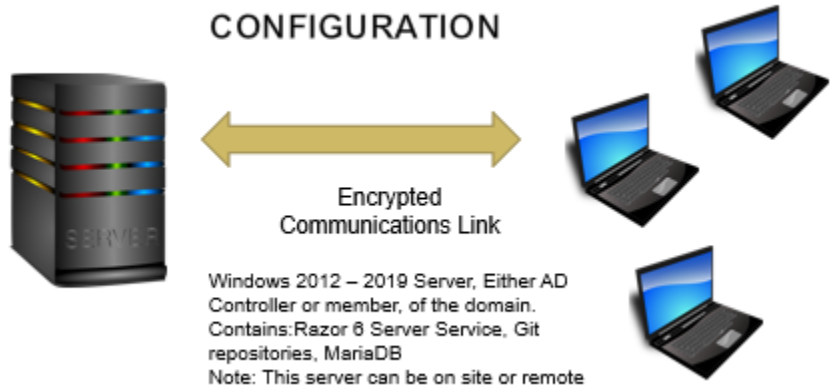 CONFIGURATION
SERVER
Encrypted
Communications Link
Windows 2012 – 2019 Server, Either AD
Controller or member, of the domain.
Contains:Razor 6 Server Service, Git
repositories, MariaDB
Note: This server can be on site or remote